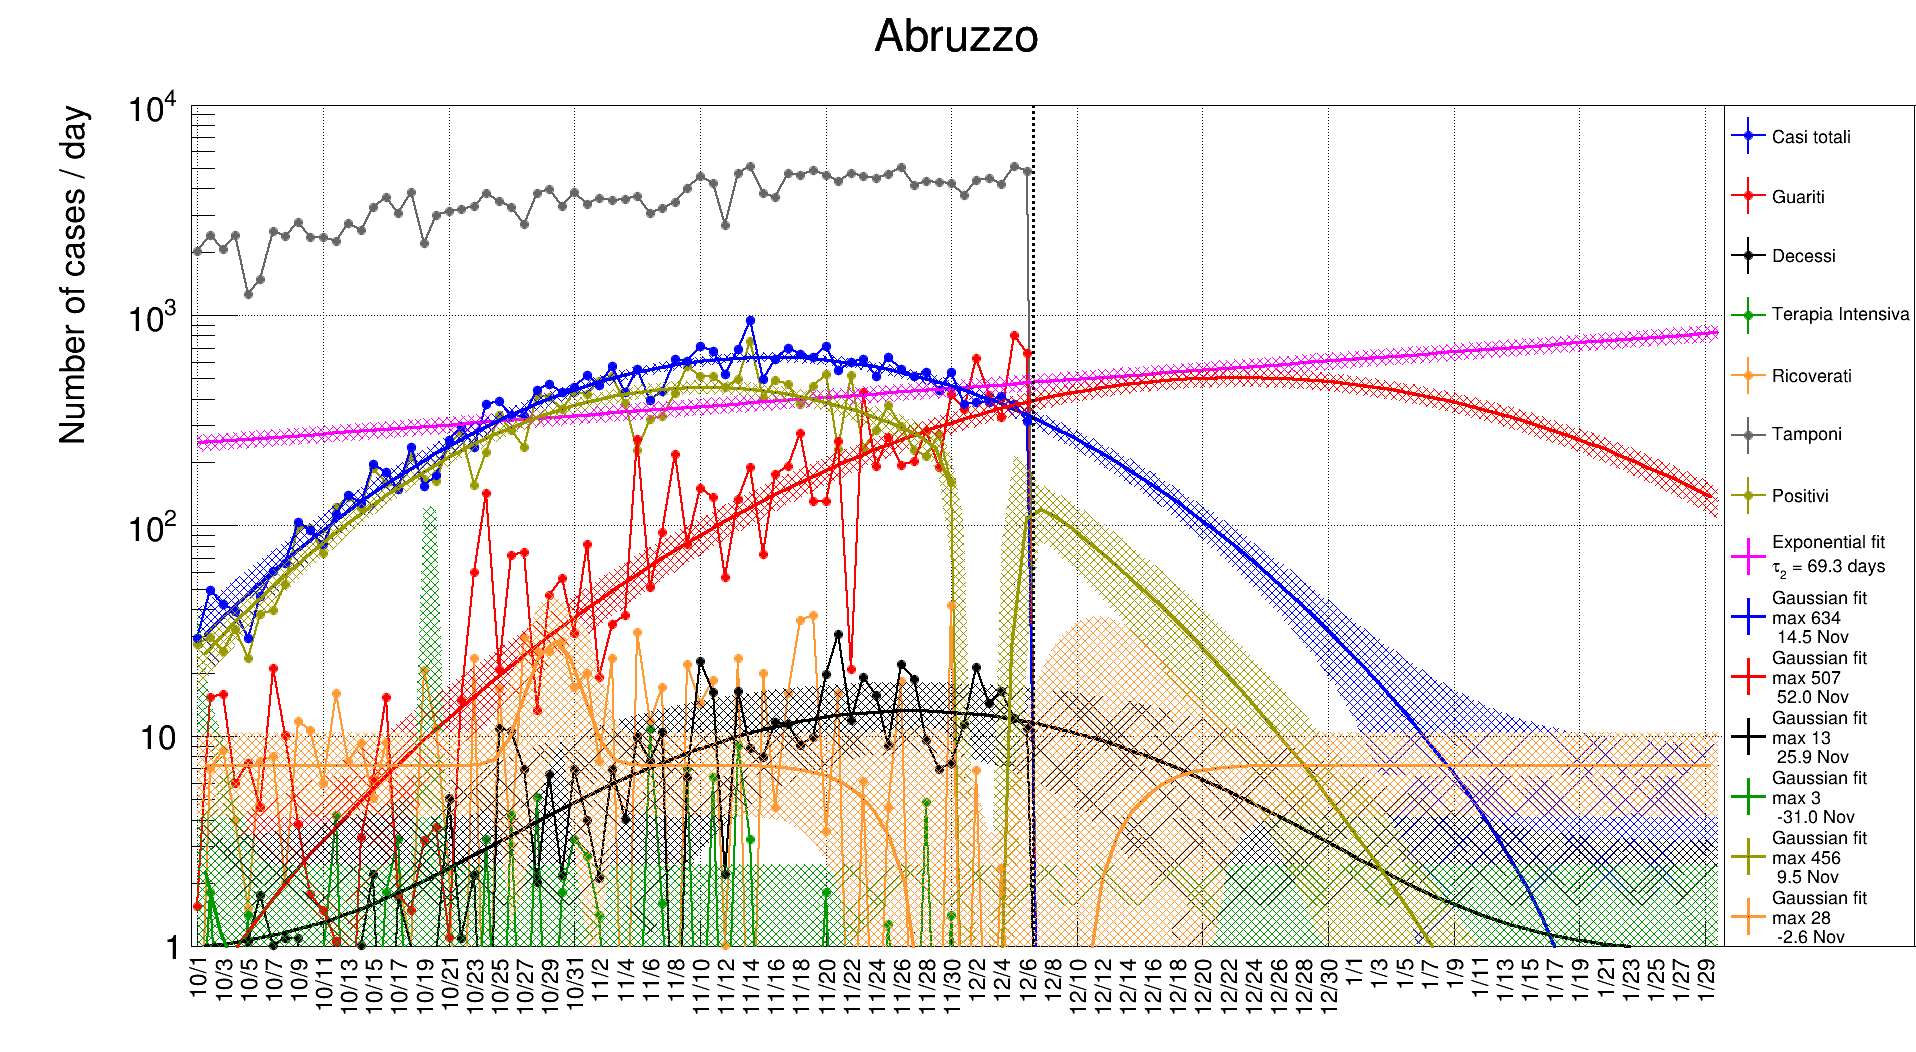 Abruzzo
Number of cases / day
10^4
10^3
10^2
10
1
10/1 10/3 10/5 10/7 10/9 10/11 10/13 10/15 10/17 10/19 10/21 10/23 10/25 10/27 10/29 10/31 11/2 11/4 11/6 11/8 11/10 11/12 11/14 11/16 11/18 11/20 11/22 11/24 11/26 11/28 11/30 12/2 12/4 12/6 12/8 12/10 12/12 12/14 12/16 12/18 12/20 12/22 12/24 12/26 12/28 12/30 1/1 1/3 1/5 1/7 1/9 1/11 1/13 1/15 1/17 1/19 1/21 1/23 1/25 1/27 1/29
Casi totali
Guariti
Decessi
Terapia Intensiva
Ricoverati
Tamponi
Positivi
Exponential fit
τ2 = 69.3 days
Gaussian fit
max 634
14.5 Nov
Gaussian fit
max 507
52.0 Nov
Gaussian fit
max 13
25.9 Nov
Gaussian fit
max 3
-31.0 Nov
Gaussian fit
max 456
9.5 Nov
Gaussian fit
max 28
-2.6 Nov